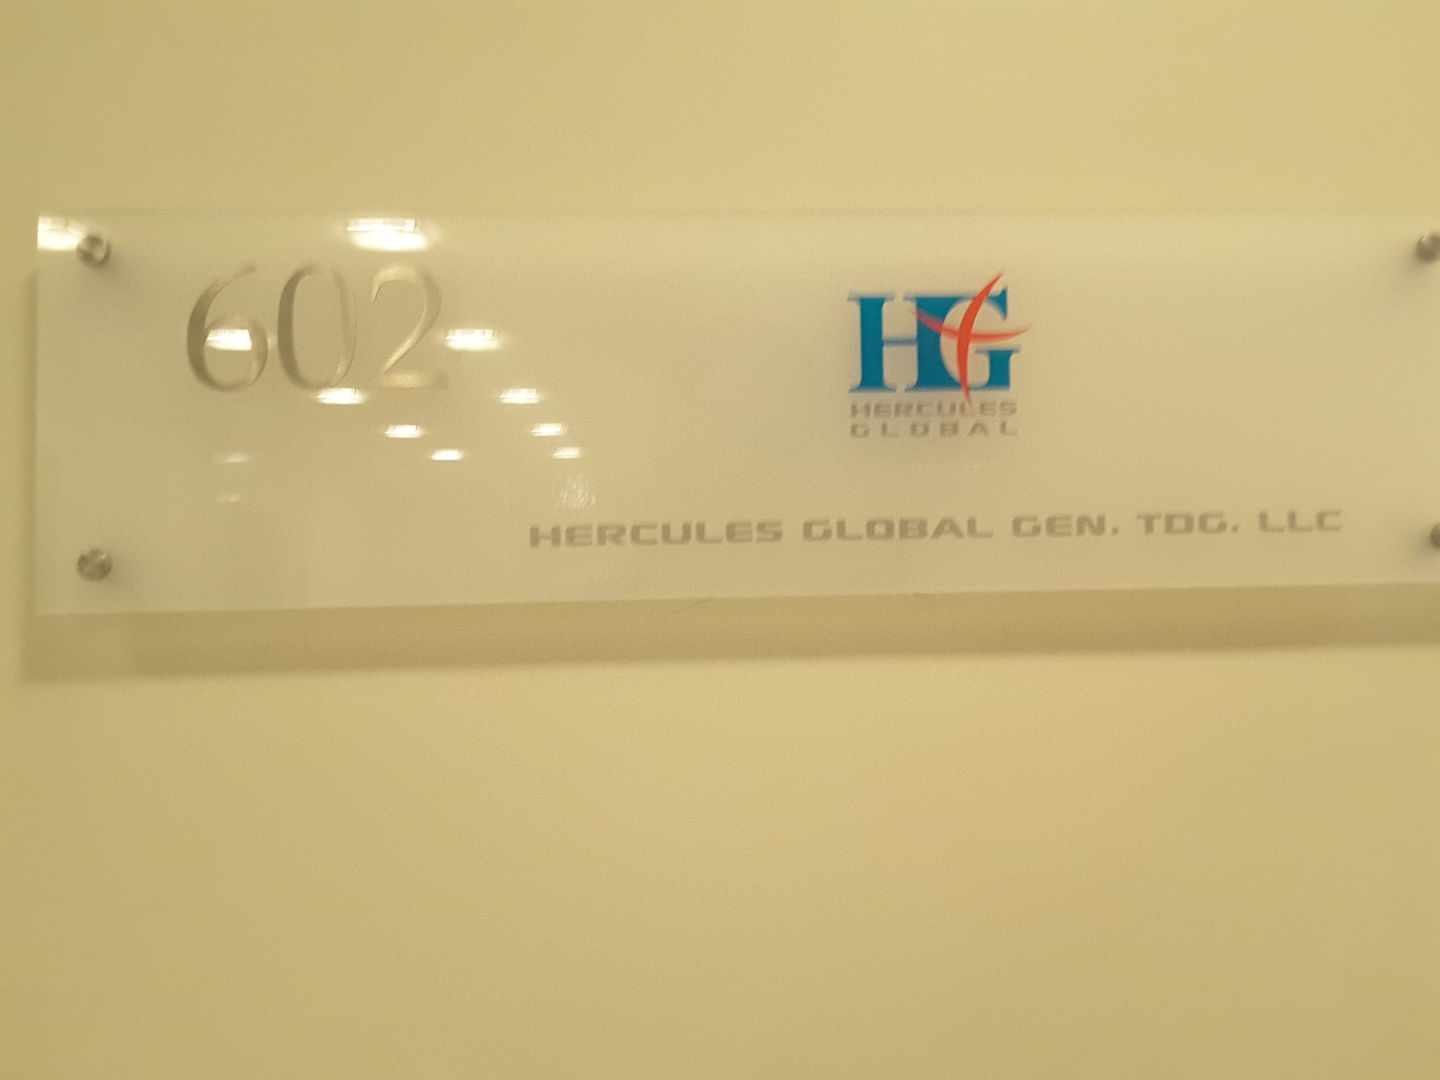 602
HG
HERCULES
GLOBAL
HERCULES GLOBAL GEN. TDG. LLC